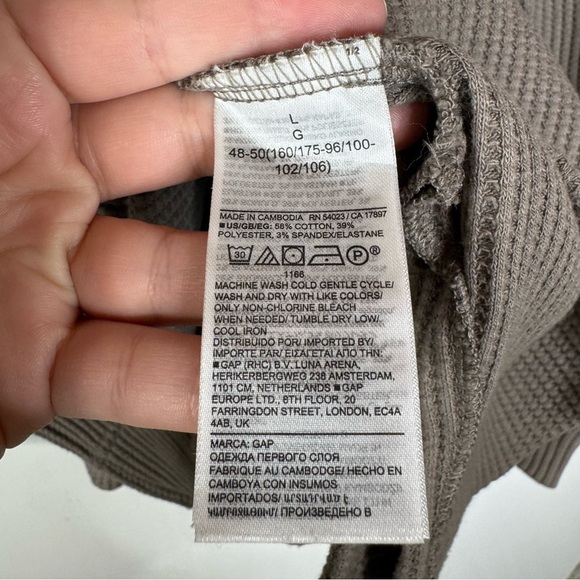 1/2
L
G
48-50(160/175-96/100-
102/106)
MADE IN CAMBODIA RN 54023 / CA 17897
■ US/GB/EG: 58% COTTON, 39%
POLYESTER, 3% SPANDEX/ELASTANE
30 P®
1166
MACHINE WASH COLD GENTLE CYCLE/
WASH AND DRY WITH LIKE COLORS/
ONLY NON-CHLORINE BLEACH
WHEN NEEDED/ TUMBLE DRY LOW/
COOL IRON
DISTRIBUIDO POR/ IMPORTADO BY/
IMPORTE PAR/ ΕΙΣΑΓΕΤΑΙ ΑΠΟ ΤΗΝ:
■ GAP (RHC) B.V. LUNA ARENA,
HERIKERBERGWEG 238 AMSTERDAM,
1101 CM, NETHERLANDS ■ GAP
EUROPE LTD., 8TH FLOOR, 20
FARRINGDON STREET, LONDON, EC4A
4AB, UK
MARCA: GAP
ОДЕЖДА ПЕРВОГО СЛОЯ
FABRIQUE AU CAMBODGE/ HECHO EN
CAMBOYA CON INSUMOS
IMPORTADOS/ ԱՐՏԱԴՐՎԱԾ Է
ПРОИЗВЕДЕНО В